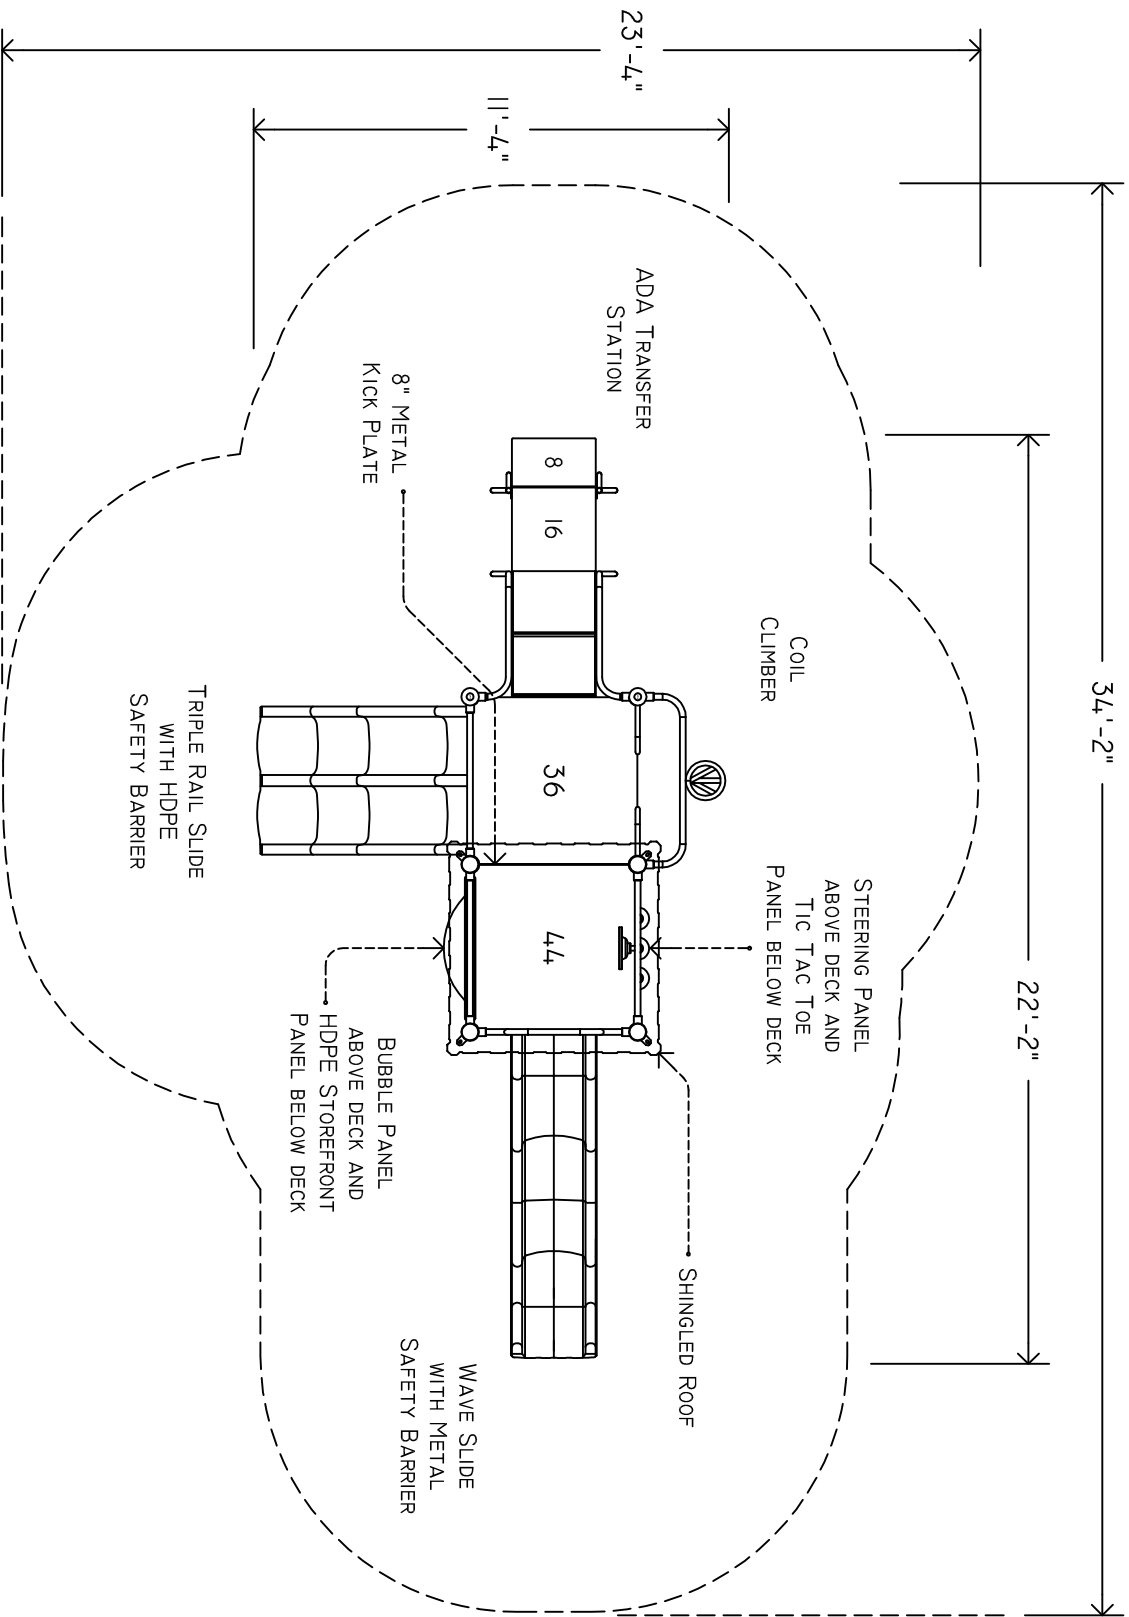 34'-2"
22'-2"
23'-4"
11'-4"
STEERING PANEL
ABOVE DECK AND
TIC TAC TOE
PANEL BELOW DECK
COIL
CLIMBER
SHINGLED ROOF
ADA TRANSFER
STATION
8
16
36
44
8" METAL
KICK PLATE
WAVE SLIDE
WITH METAL
SAFETY BARRIER
BUBBLE PANEL
ABOVE DECK AND
HDPE STOREFRONT
PANEL BELOW DECK
TRIPLE RAIL SLIDE
WITH HDPE
SAFETY BARRIER